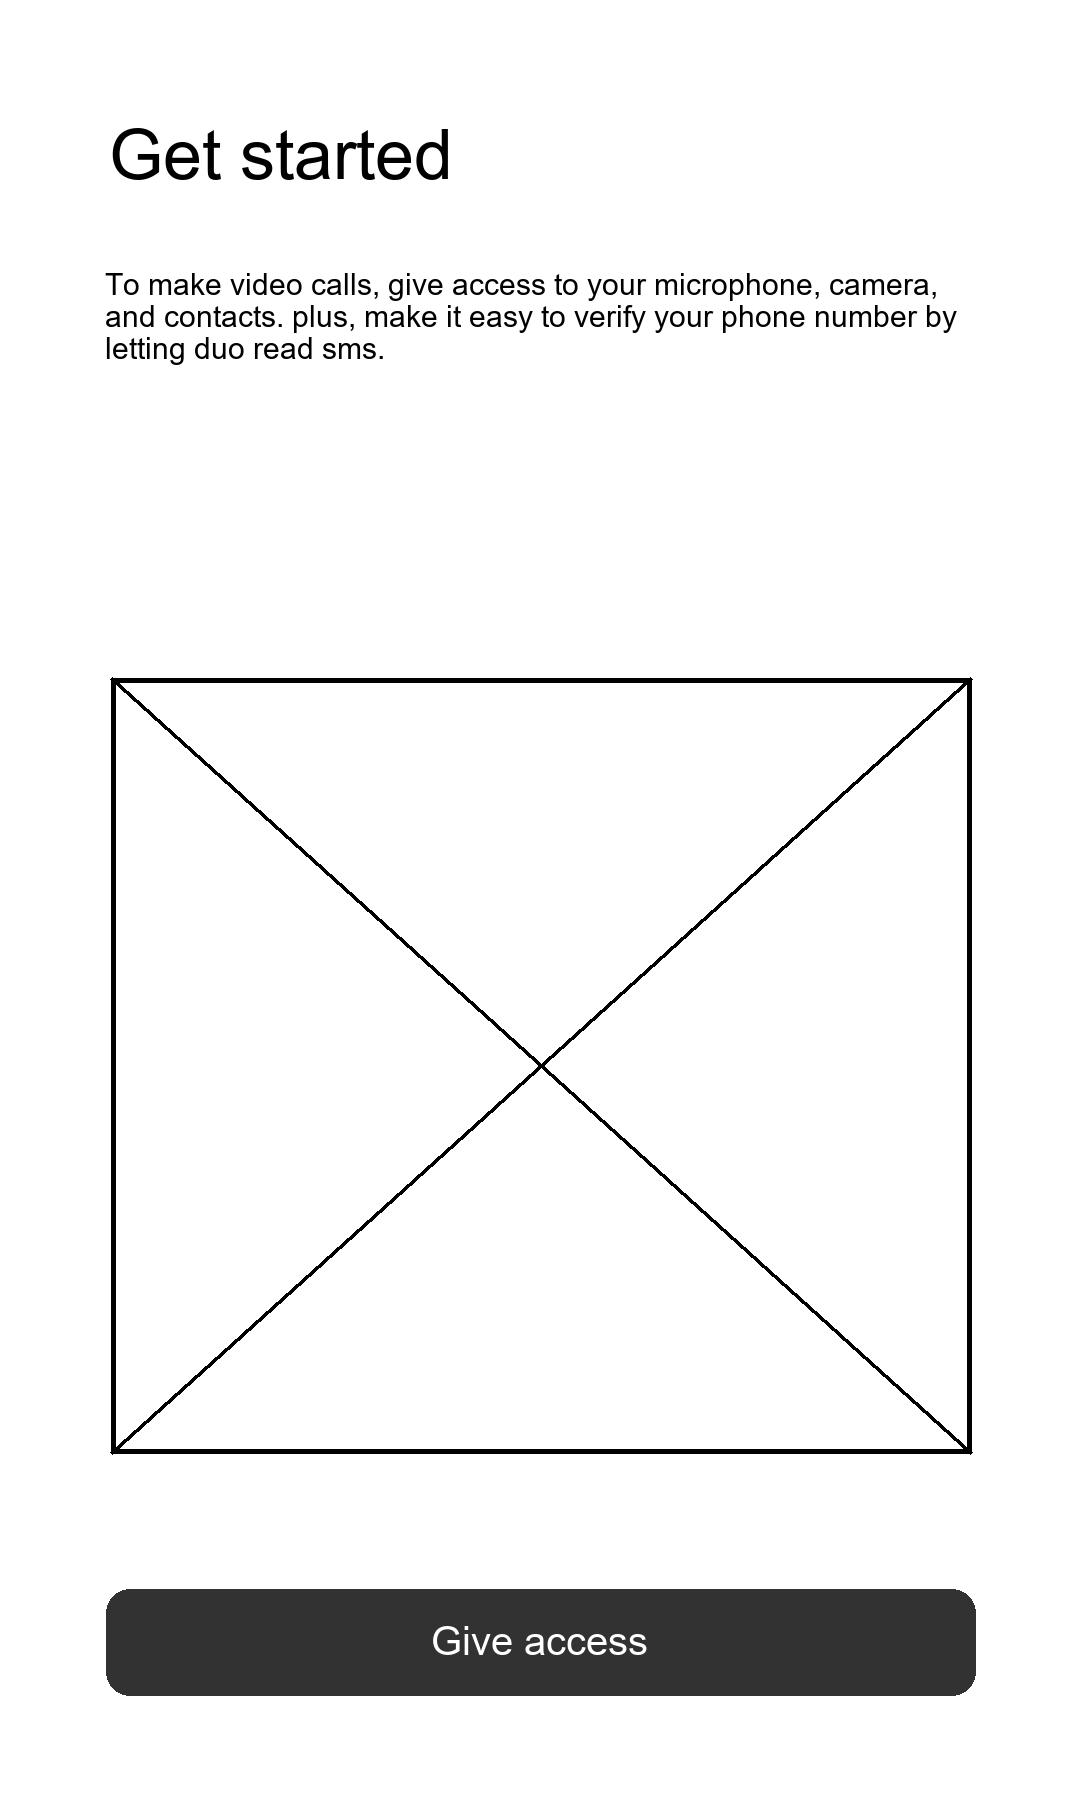 Get started
To make video calls, give access to your microphone, camera,
and contacts. plus, make it easy to verify your phone number by
letting duo read sms.
Give access